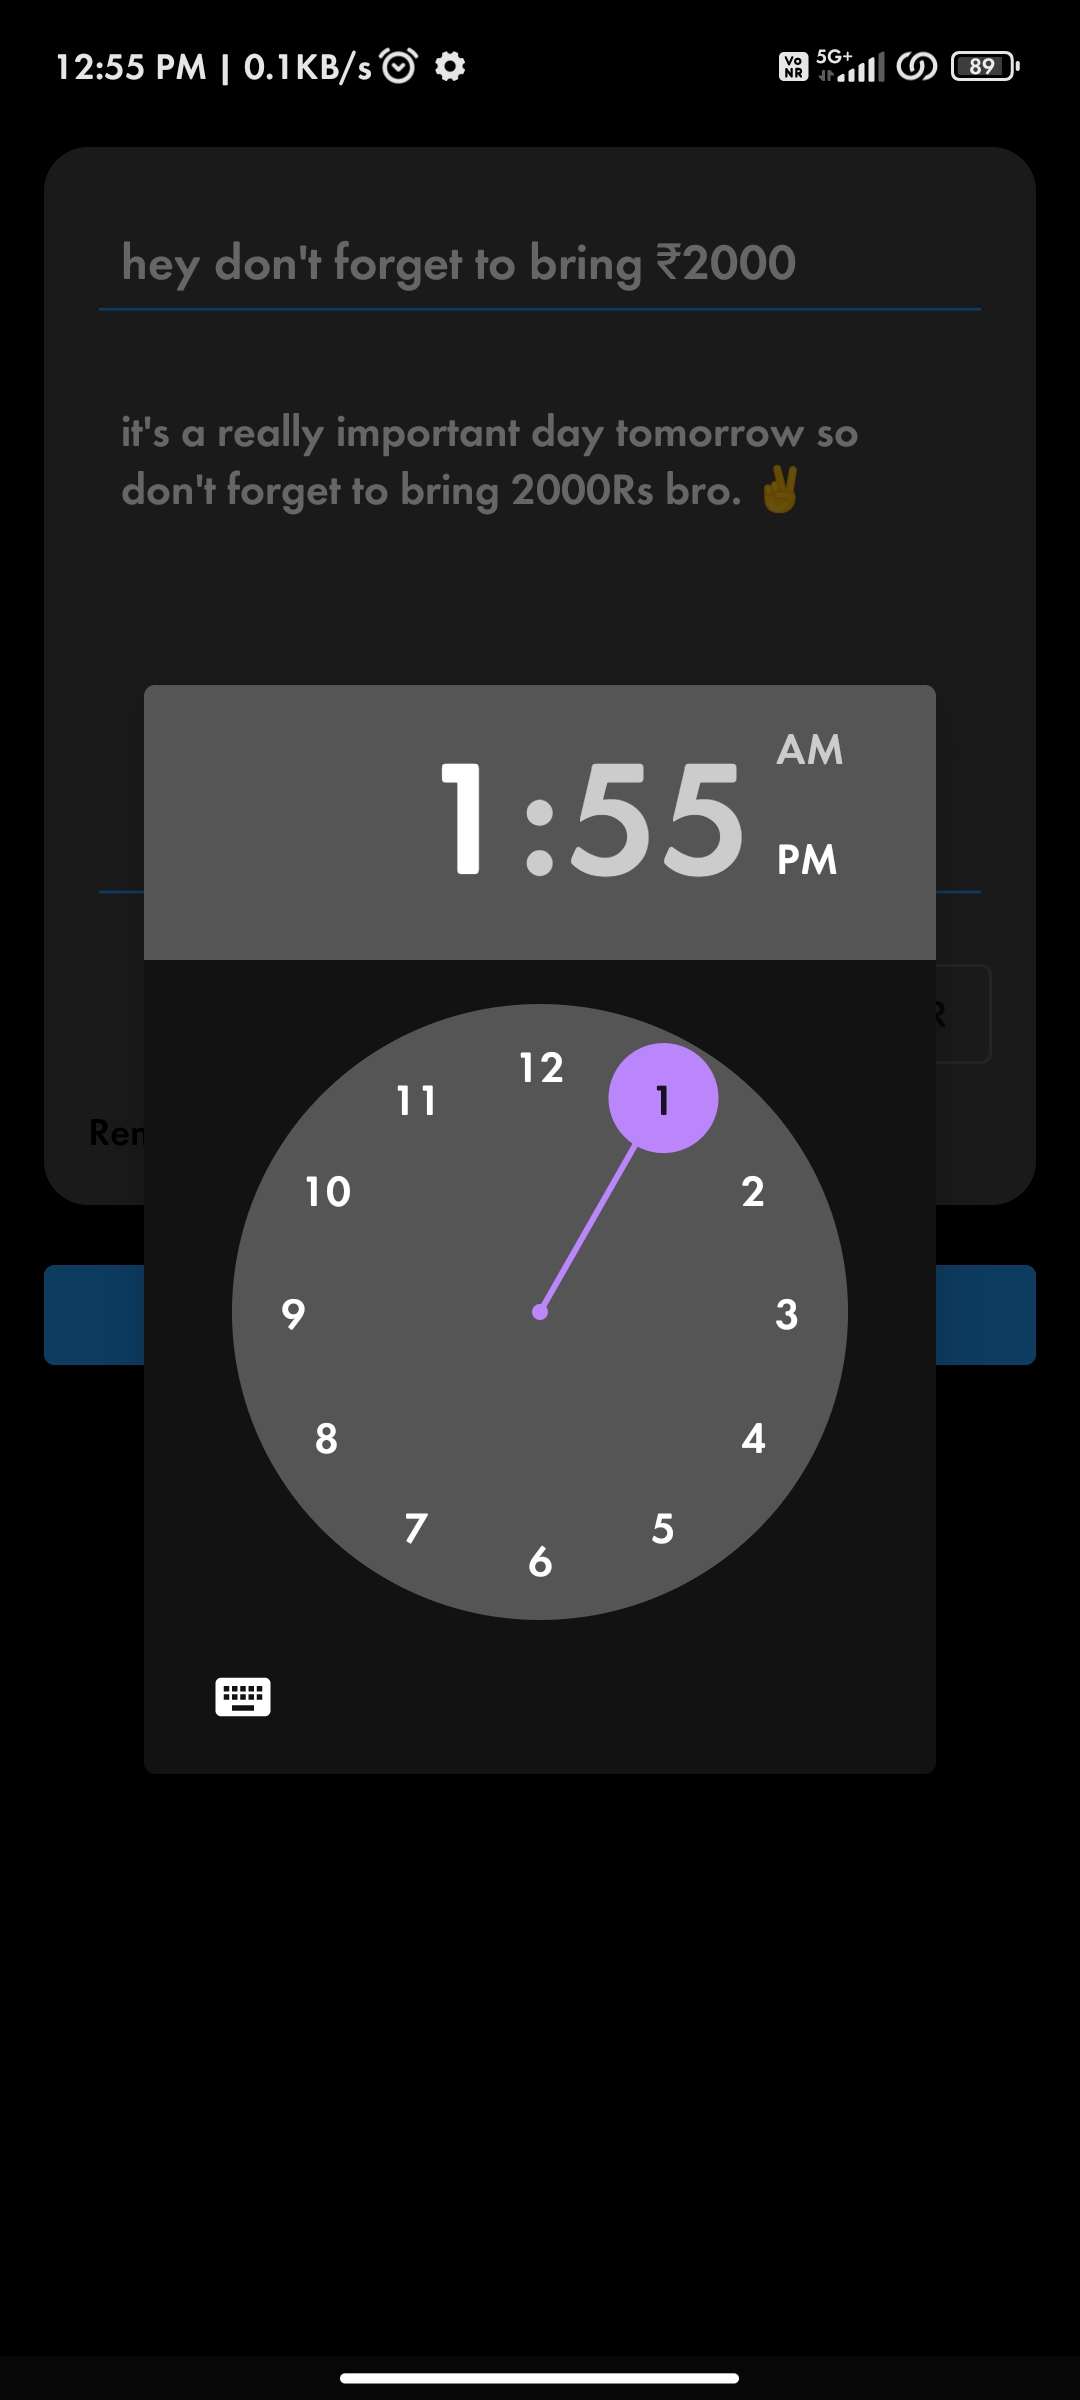 12:55 PM | 0.1KB/s
Vo NR 5G+ 89
hey don't forget to bring ₹2000
it's a really important day tomorrow so
don't forget to bring 2000Rs bro. ✌
1:55
AM
PM
12
11
1
10
2
9
3
8
4
7
5
6